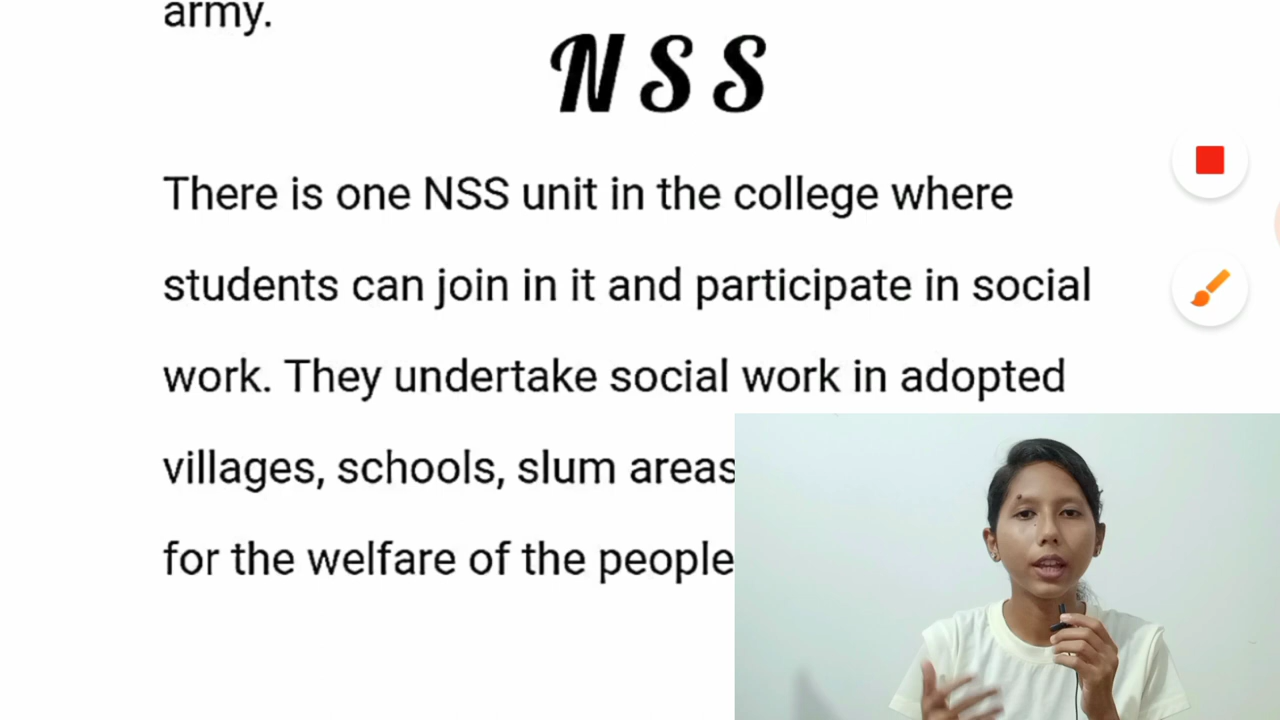 army.
NSS
There is one NSS unit in the college where
students can join in it and participate in social
work. They undertake social work in adopted
villages, schools, slum areas
for the welfare of the people